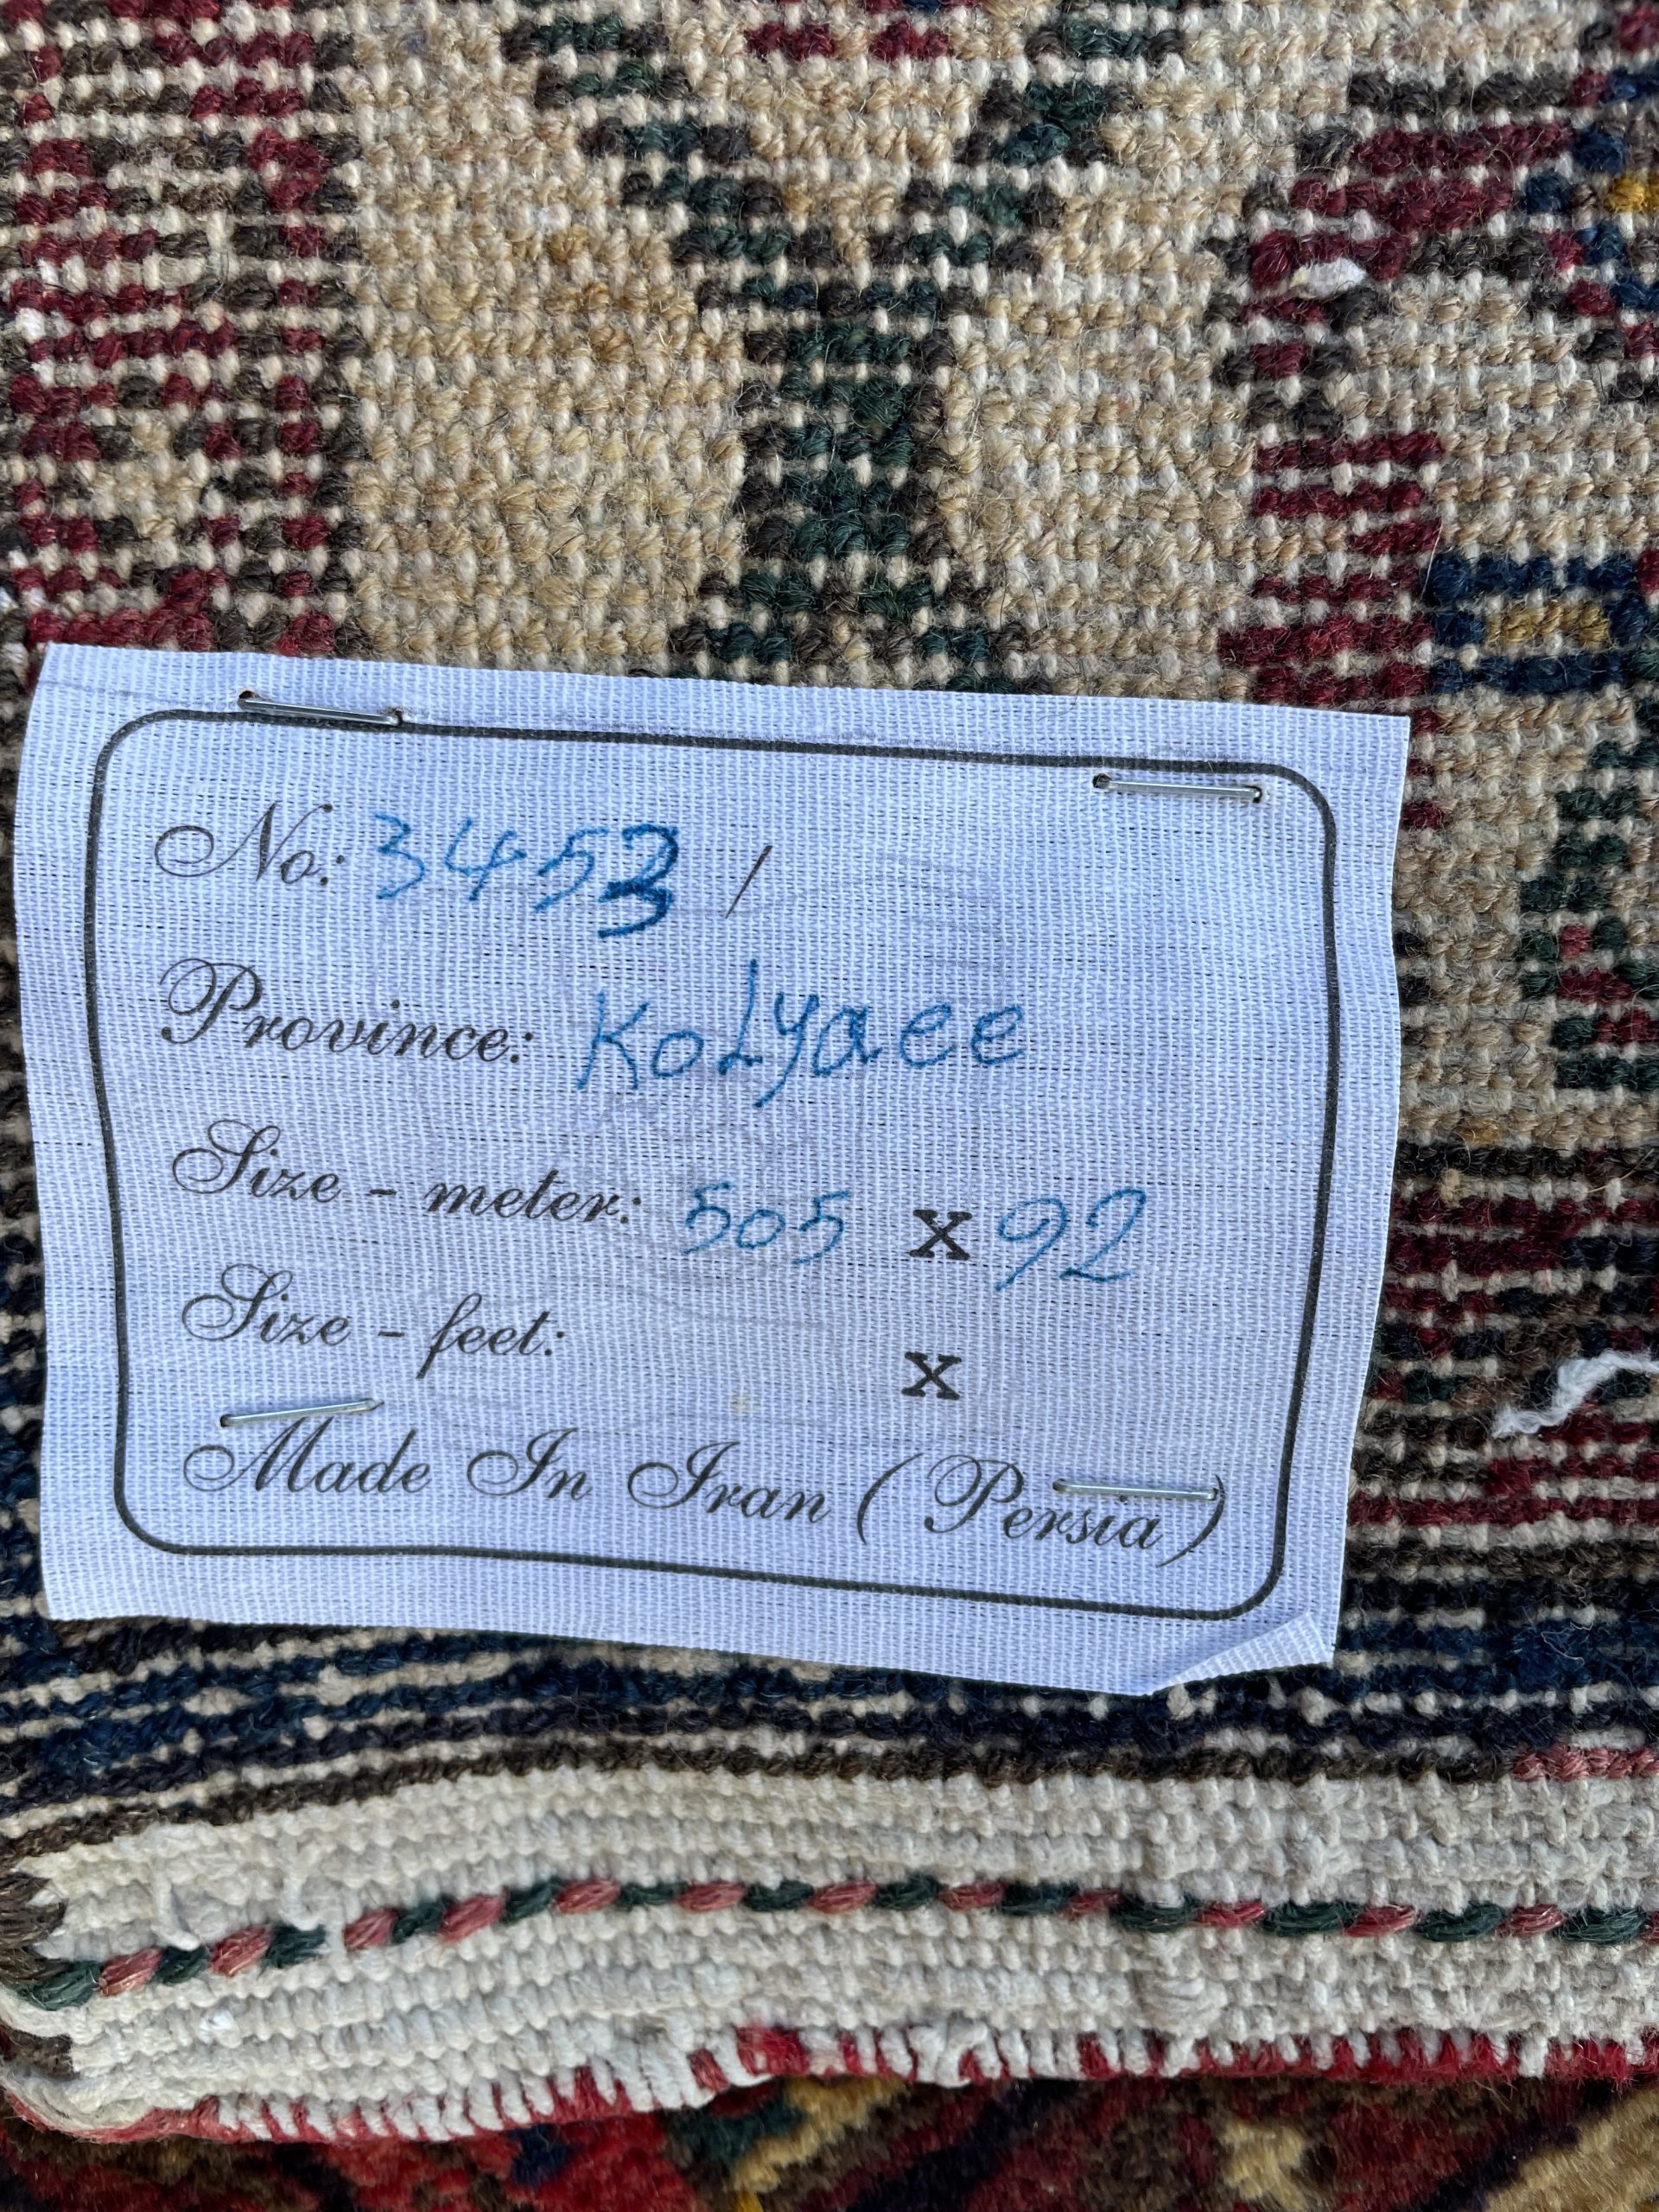 No: 3453 /
Province: Kolyaee
Size - meter: 505 x 92
Size - feet: x
Made In Iran (Persia)